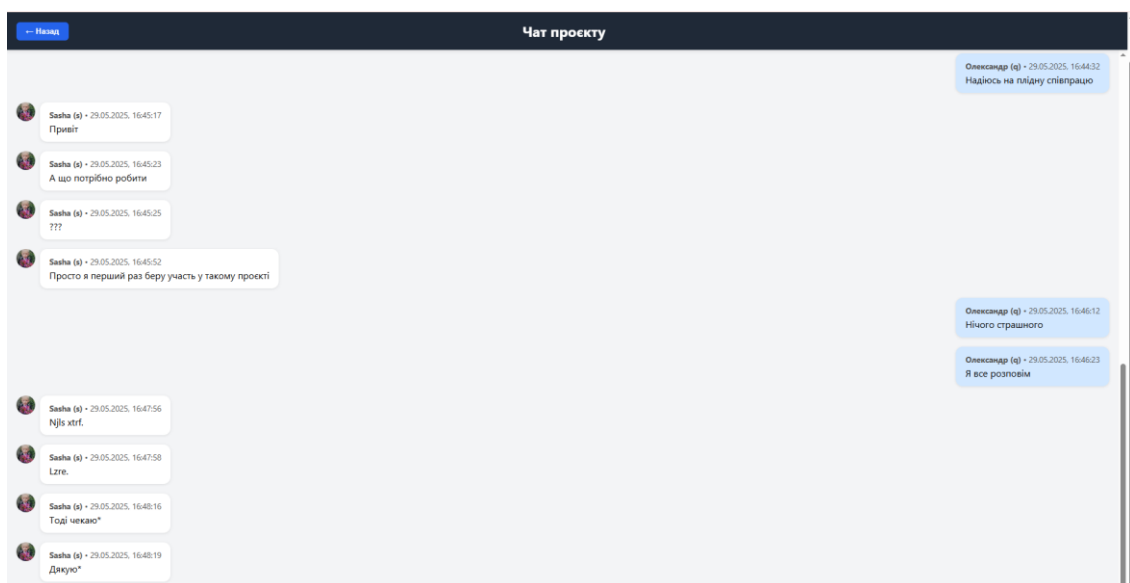 ← Назад
Чат проєкту
Олександр (q) • 29.05.2025, 16:44:32
Надіюсь на плідну співпрацю
Sasha (s) • 29.05.2025, 16:45:17
Привіт
Sasha (s) • 29.05.2025, 16:45:23
А що потрібно робити
Sasha (s) • 29.05.2025, 16:45:25
???
Sasha (s) • 29.05.2025, 16:45:52
Просто я перший раз беру участь у такому проєкті
Олександр (q) • 29.05.2025, 16:46:12
Нічого страшного
Олександр (q) • 29.05.2025, 16:46:23
Я все розповім
Sasha (s) • 29.05.2025, 16:47:56
Njls xtrf.
Sasha (s) • 29.05.2025, 16:47:58
Lzre.
Sasha (s) • 29.05.2025, 16:48:16
Тоді чекаю*
Sasha (s) • 29.05.2025, 16:48:19
Дякую*